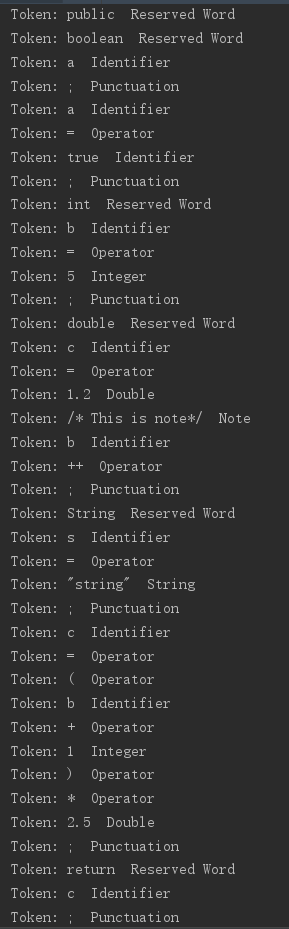 Token: public  Reserved Word
Token: boolean  Reserved Word
Token: a  Identifier
Token: ;  Punctuation
Token: a  Identifier
Token: =  Operator
Token: true  Identifier
Token: ;  Punctuation
Token: int  Reserved Word
Token: b  Identifier
Token: =  Operator
Token: 5  Integer
Token: ;  Punctuation
Token: double  Reserved Word
Token: c  Identifier
Token: =  Operator
Token: 1.2  Double
Token: /* This is note*/  Note
Token: b  Identifier
Token: ++  Operator
Token: ;  Punctuation
Token: String  Reserved Word
Token: s  Identifier
Token: =  Operator
Token: "string"  String
Token: ;  Punctuation
Token: c  Identifier
Token: =  Operator
Token: (  Operator
Token: b  Identifier
Token: +  Operator
Token: 1  Integer
Token: )  Operator
Token: *  Operator
Token: 2.5  Double
Token: ;  Punctuation
Token: return  Reserved Word
Token: c  Identifier
Token: ;  Punctuation